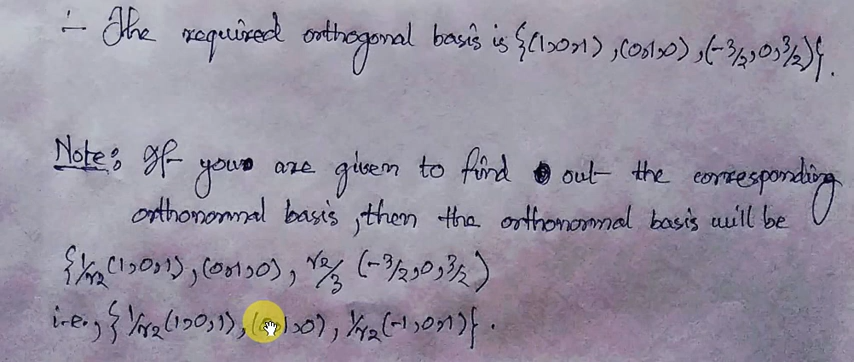 ∴ The required orthogonal basis is {(1,0,1), (0,1,0), (-3/2, 0, 3/2)}.
Note: If you are given to find out the corresponding
orthonormal basis, then the orthonormal basis will be
{1/√2 (1,0,1), (0,1,0), √2/3 (-3/2, 0, 3/2)
i.e., {1/√2 (1,0,1), (0,1,0), 1/√2 (-1,0,1)}.